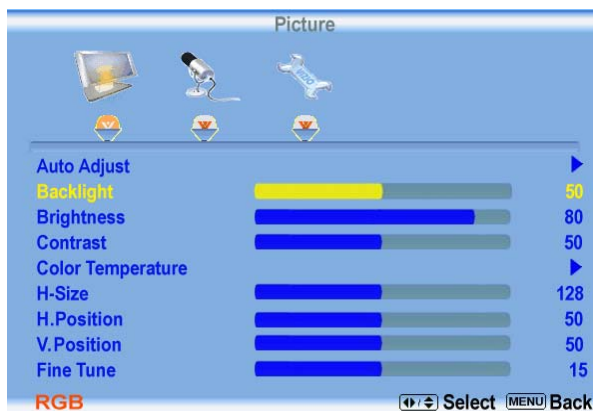 Picture
Auto Adjust
Backlight 50
Brightness 80
Contrast 50
Color Temperature
H-Size 128
H.Position 50
V.Position 50
Fine Tune 15
RGB Select MENU Back